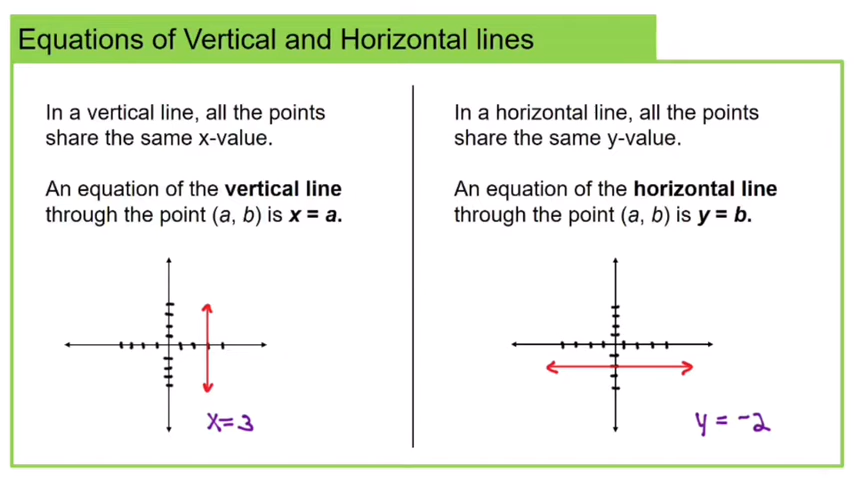 Equations of Vertical and Horizontal lines
In a vertical line, all the points
share the same x-value.
An equation of the vertical line
through the point (a, b) is x = a.
x=3
In a horizontal line, all the points
share the same y-value.
An equation of the horizontal line
through the point (a, b) is y = b.
y = -2